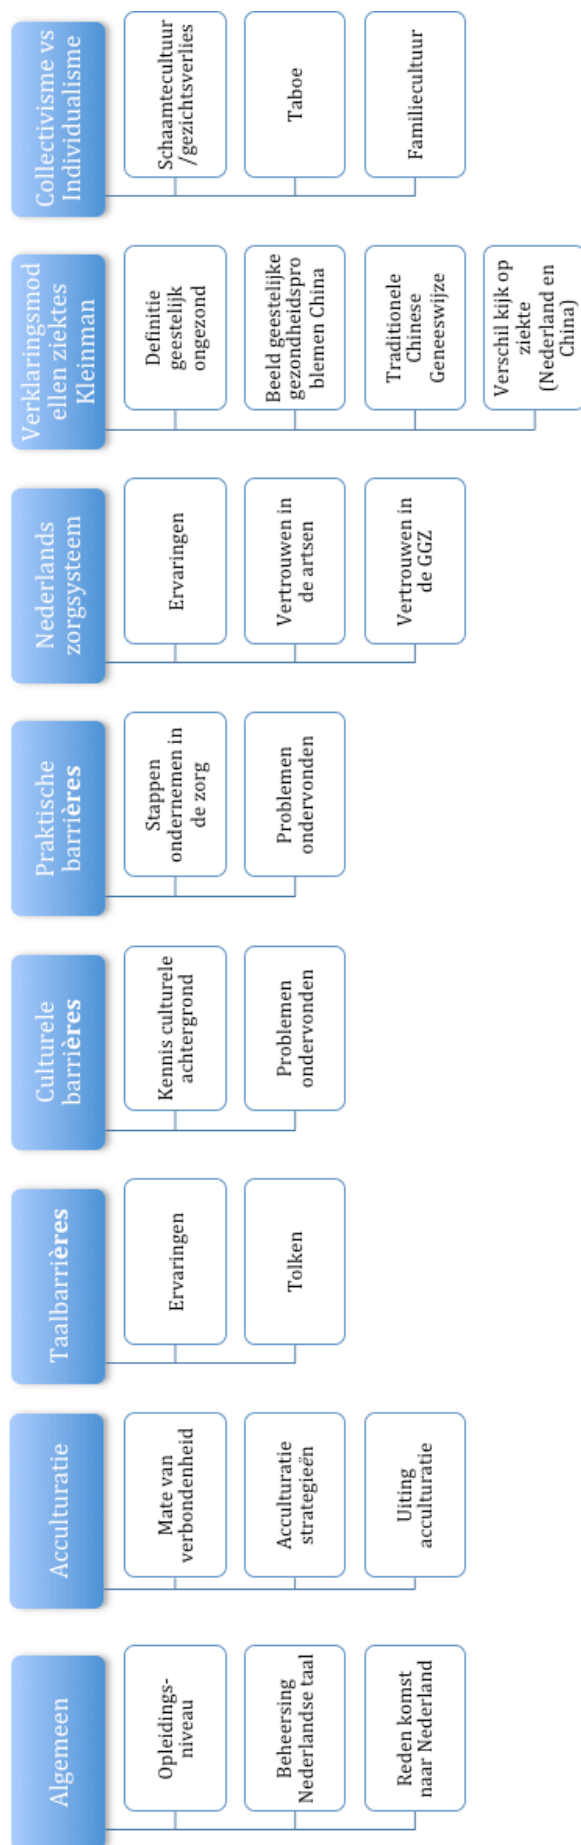 Algemeen
Opleidings-
niveau
Beheersing
Nederlandse taal
Reden komst
naar Nederland
Acculturatie
Mate van
verbondenheid
Acculturatie
strategieën
Uiting
acculturatie
Taalbarrières
Ervaringen
Tolken
Culturele
barrières
Kennis culturele
achtergrond
Problemen
ondervonden
Praktische
barrières
Stappen
ondernemen in
de zorg
Problemen
ondervonden
Nederlands
zorgsysteem
Ervaringen
Vertrouwen in
de artsen
Vertrouwen in
de GGZ
Verklaringsmod
ellen ziektes
Kleinman
Definitie
geestelijk
ongezond
Beeld geestelijke
gezondheidspro
blemen China
Traditionele
Chinese
Geneeswijze
Verschil kijk op
ziekte
(Nederland en
China)
Collectivisme vs
Individualisme
Schaamtecultuur
/gezichtsverlies
Taboe
Familiecultuur